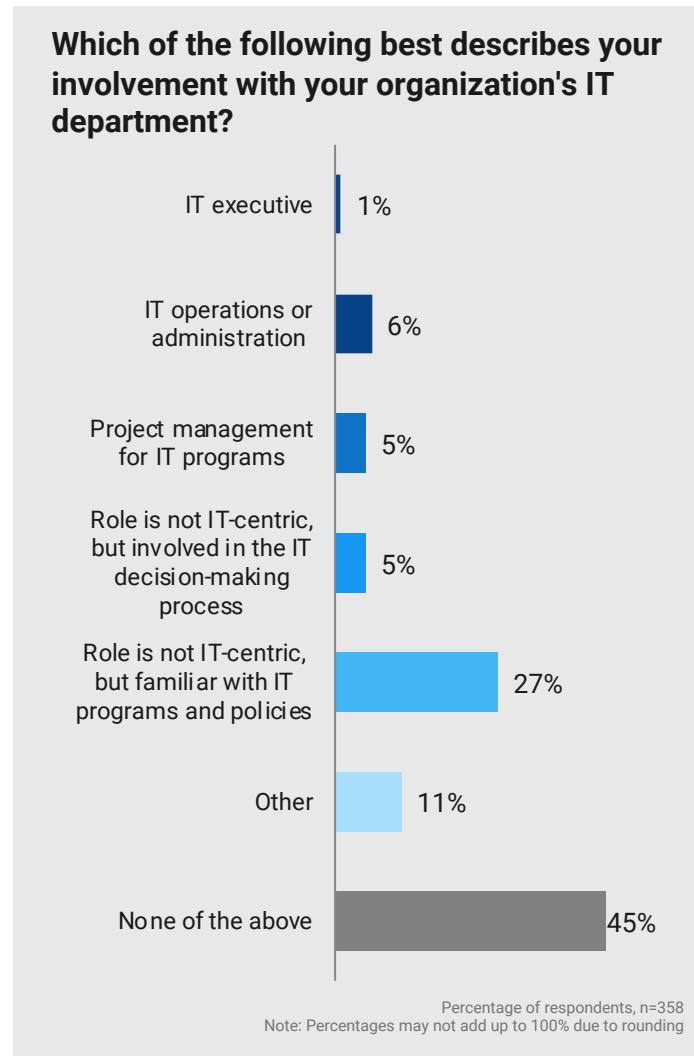 Which of the following best describes your
involvement with your organization's IT
department?
IT executive
1%
IT operations or
administration
6%
Project management
for IT programs
5%
Role is not IT-centric,
but involved in the IT
decision-making
process
5%
Role is not IT-centric,
but familiar with IT
programs and policies
27%
Other
11%
None of the above
45%
Percentage of respondents, n=358
Note: Percentages may not add up to 100% due to rounding